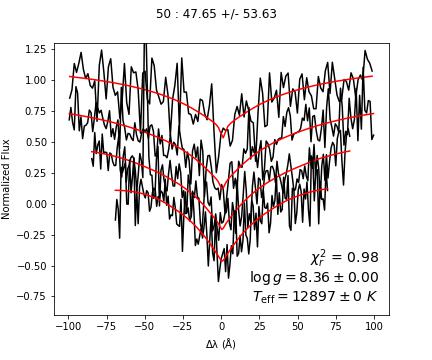 50 : 47.65 +/- 53.63
1.25
1.00
0.75
0.50
0.25
0.00
−0.25
−0.50
−0.75
Normalized Flux
χ²ᵣ = 0.98
log g = 8.36 ± 0.00
T_eff = 12897 ± 0 K
−100 −75 −50 −25 0 25 50 75 100
Δλ (Å)